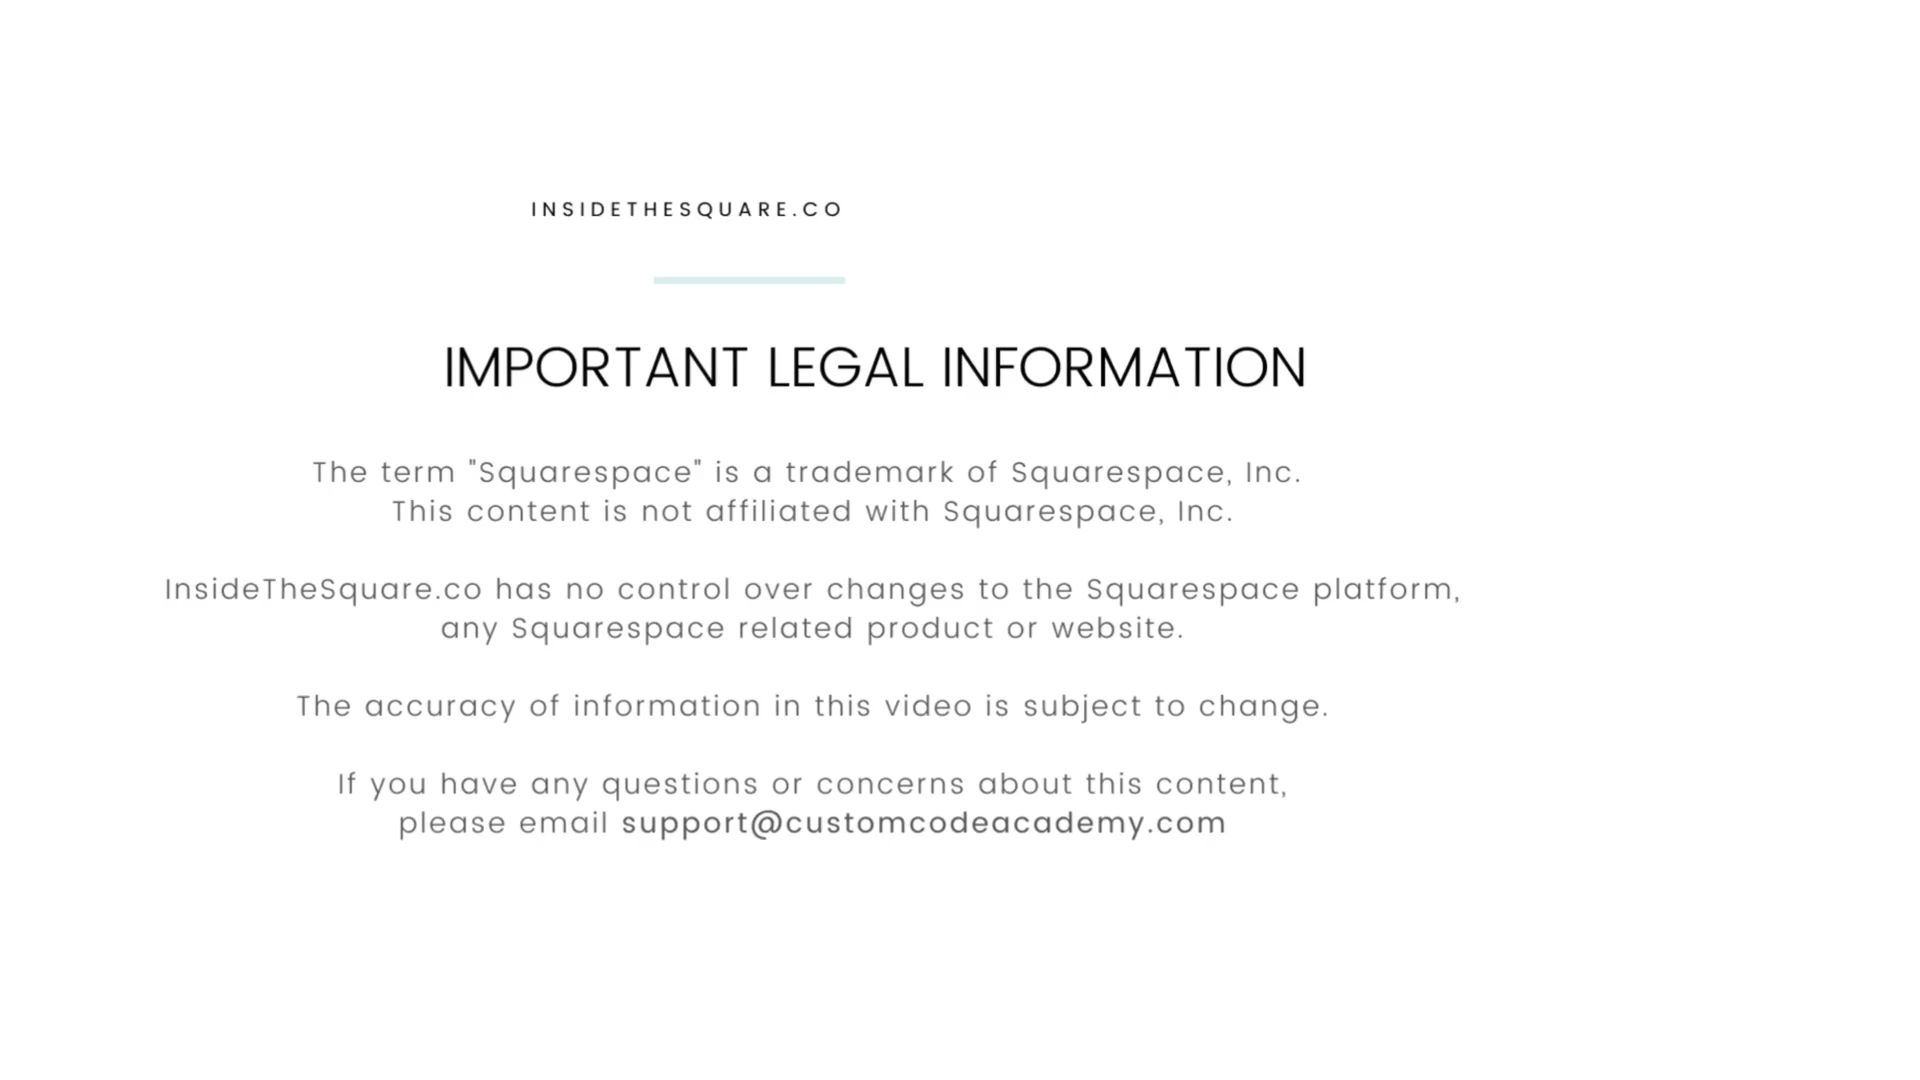 INSIDETHESQUARE.CO
IMPORTANT LEGAL INFORMATION
The term "Squarespace" is a trademark of Squarespace, Inc.
This content is not affiliated with Squarespace, Inc.
InsideTheSquare.co has no control over changes to the Squarespace platform,
any Squarespace related product or website.
The accuracy of information in this video is subject to change.
If you have any questions or concerns about this content,
please email support@customcodeacademy.com